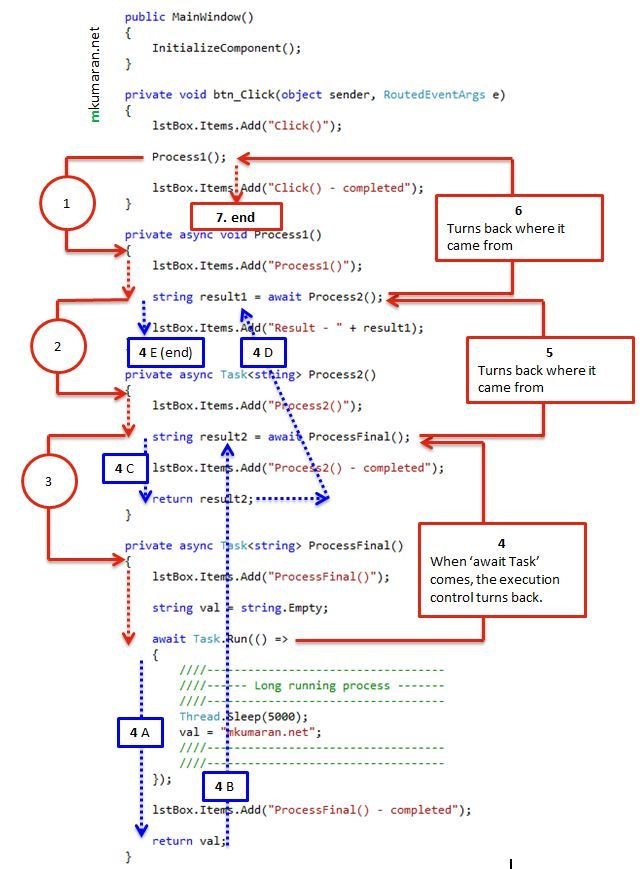 mkumaran.net
public MainWindow()
{
InitializeComponent();
}
private void btn_Click(object sender, RoutedEventArgs e)
{
lstBox.Items.Add("Click()");
Process1();
lstBox.Items.Add("Click() - completed");
}
1
7. end
6
Turns back where it
came from
private async void Process1()
{
lstBox.Items.Add("Process1()");
string result1 = await Process2();
lstBox.Items.Add("Result - " + result1);
2
4 E (end)
4 D
5
Turns back where it
came from
private async Task<string> Process2()
{
lstBox.Items.Add("Process2()");
string result2 = await ProcessFinal();
3
4 C
lstBox.Items.Add("Process2() - completed");
return result2;
}
4
When ‘await Task’
comes, the execution
control turns back.
private async Task<string> ProcessFinal()
{
lstBox.Items.Add("ProcessFinal()");
string val = string.Empty;
await Task.Run(() =>
{
////----------------------------------
////------ Long running process -------
////----------------------------------
Thread.Sleep(5000);
4 A
val = "mkumaran.net";
////----------------------------------
////----------------------------------
});
4 B
lstBox.Items.Add("ProcessFinal() - completed");
return val;
}